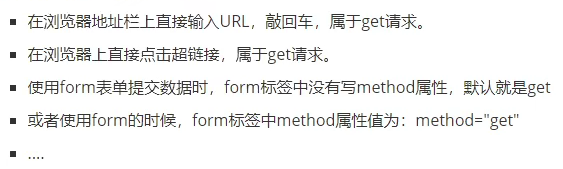 在浏览器地址栏上直接输入URL，敲回车，属于get请求。
在浏览器上直接点击超链接，属于get请求。
使用form表单提交数据时，form标签中没有写method属性，默认就是get
或者使用form的时候，form标签中method属性值为：method="get"
....